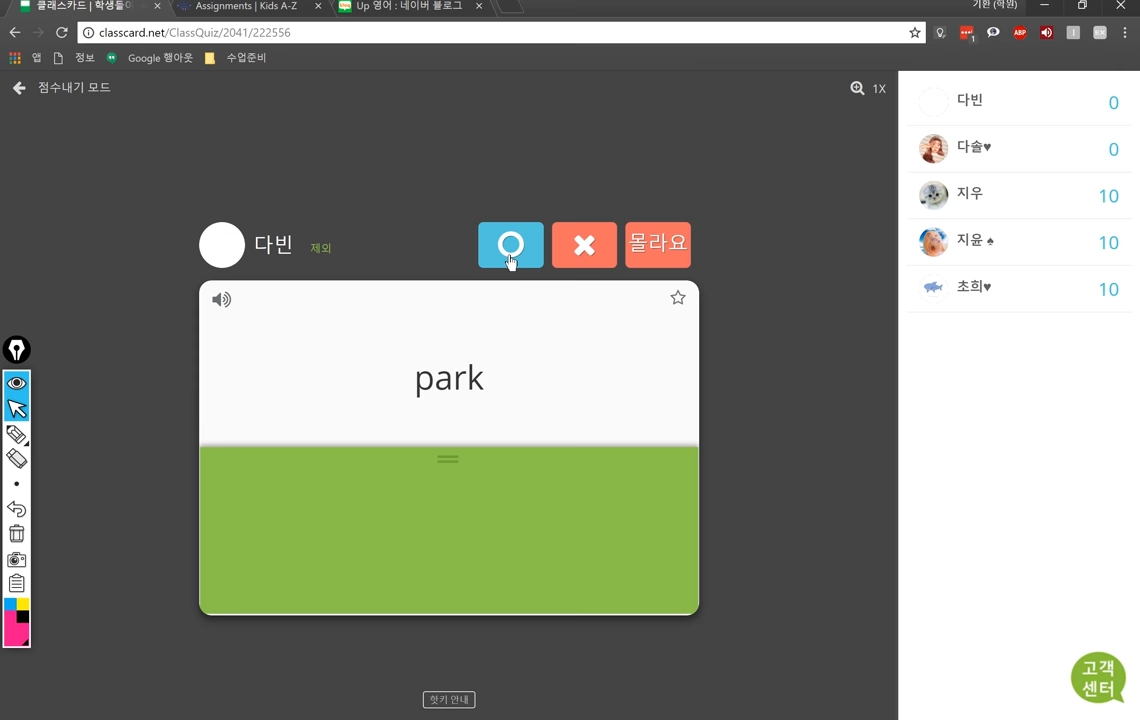 클래스카드 | 학생들이
Assignments | Kids A-Z
Up 영어 : 네이버 블로그
기환 (학원)
classcard.net/ClassQuiz/2041/222556
1
ABP
앱
정보
Google 행아웃
수업준비
점수내기 모드
1X
다빈 0
다솔♥ 0
지우 10
지윤♠ 10
초희♥ 10
다빈
제외
몰라요
park
핫키 안내
고객
센터